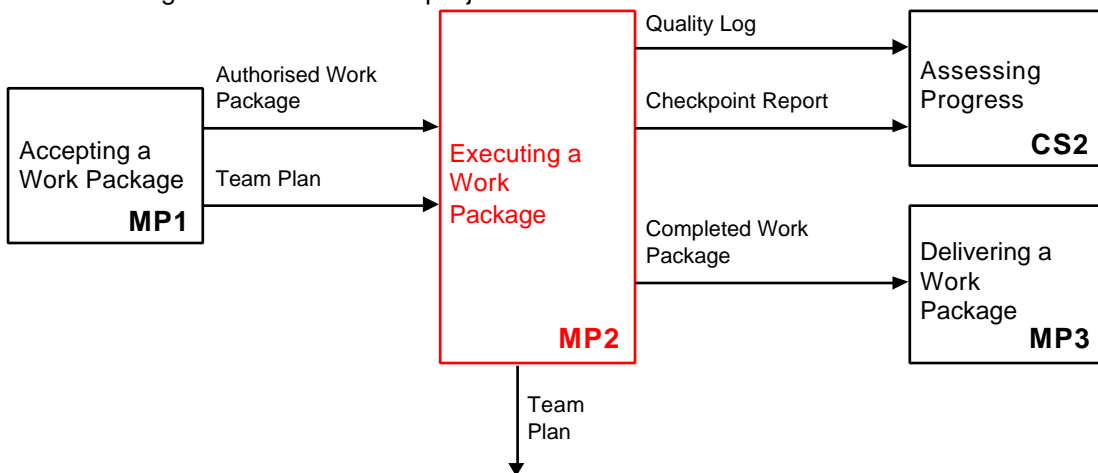 Quality Log
Authorised Work
Package
Checkpoint Report
Assessing
Progress
CS2
Accepting a
Work Package
MP1
Team Plan
Executing a
Work
Package
MP2
Completed Work
Package
Delivering a
Work
Package
MP3
Team
Plan